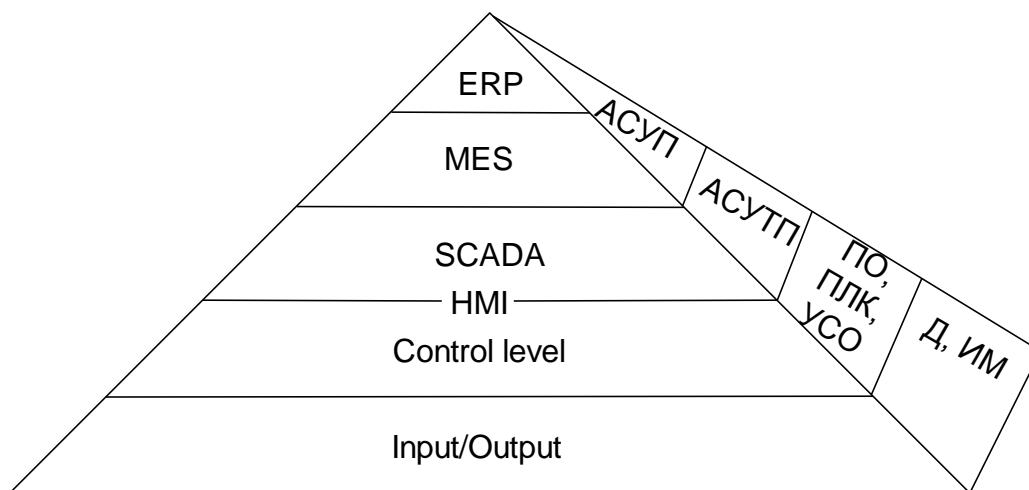 ERP
MES
SCADA
HMI
Control level
Input/Output
АСУП
АСУТП
ПО,
ПЛК,
УСО
Д, ИМ